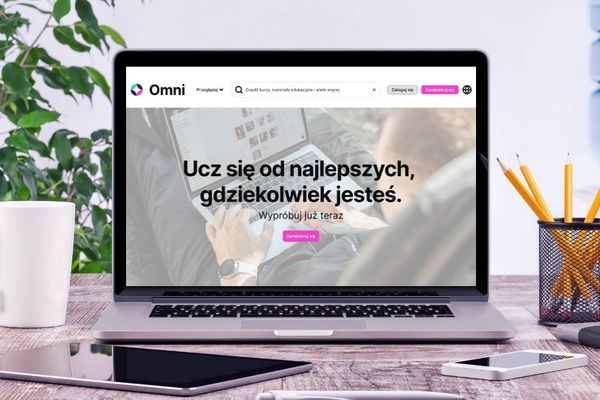 Omni
Przeglądaj
Znajdź kursy, materiały edukacyjne i wiele więcej
Zaloguj się
Zarejestruj się
Ucz się od najlepszych,
gdziekolwiek jesteś.
Wypróbuj już teraz
Zarejestruj się